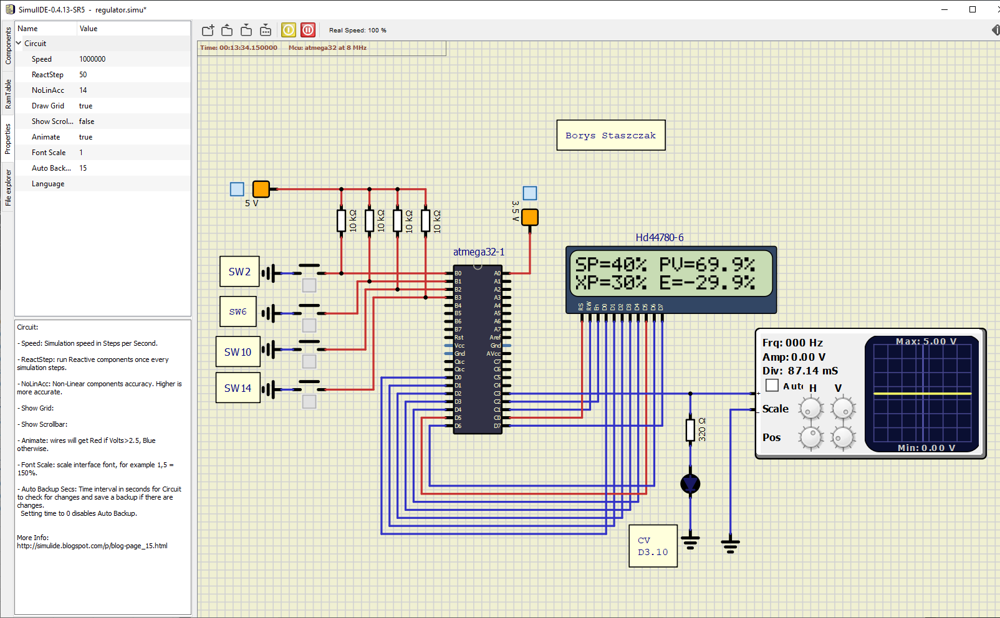 SimulIDE-0.4.13-SR5 - regulator.simu*
Components
RamTable
Properties
File explorer
Name Value
Circuit
Speed 1000000
ReactStep 50
NoLinAcc 14
Draw Grid true
Show Scrol... false
Animate true
Font Scale 1
Auto Back... 15
Language
Circuit:
- Speed: Simulation speed in Steps per Second.
- ReactStep: run Reactive components once every
simulation steps.
- NoLinAcc: Non-Linear components accuracy. Higher is
more accurate.
- Show Grid:
- Show Scrollbar:
- Animate: wires will get Red if Volts>2.5, Blue
otherwise.
- Font Scale: scale interface font, for example 1,5 =
150%.
- Auto Backup Secs: Time interval in seconds for Circuit
to check for changes and save a backup if there are
changes.
Setting time to 0 disables Auto Backup.
More Info:
http://simulide.blogspot.com/p/blog-page_15.html
Real Speed: 100 %
Time: 00:13:34.150000 Mcu: atmega32 at 8 MHz
Borys Staszczak
5 V
10 kΩ
10 kΩ
10 kΩ
10 kΩ
3.5 V
SW2
SW6
SW10
SW14
atmega32-1
B0 A0
B1 A1
B2 A2
B3 A3
B4 A4
B5 A5
B6 A6
B7 A7
Rst Aref
Vcc Gnd
Gnd AVcc
Osc C7
Osc C6
D0 C5
D1 C4
D2 C3
D3 C2
D4 C1
D5 C0
D6 D7
Hd44780-6
SP=40% PV=69.9%
XP=30% E=-29.9%
RS RW En D0 D1 D2 D3 D4 D5 D6 D7
320 Ω
CV
D3.10
Frq: 000 Hz
Amp: 0.00 V
Div: 87.14 mS
Auto H V
Scale
Pos
+
-
Max: 5.00 V
Min: 0.00 V